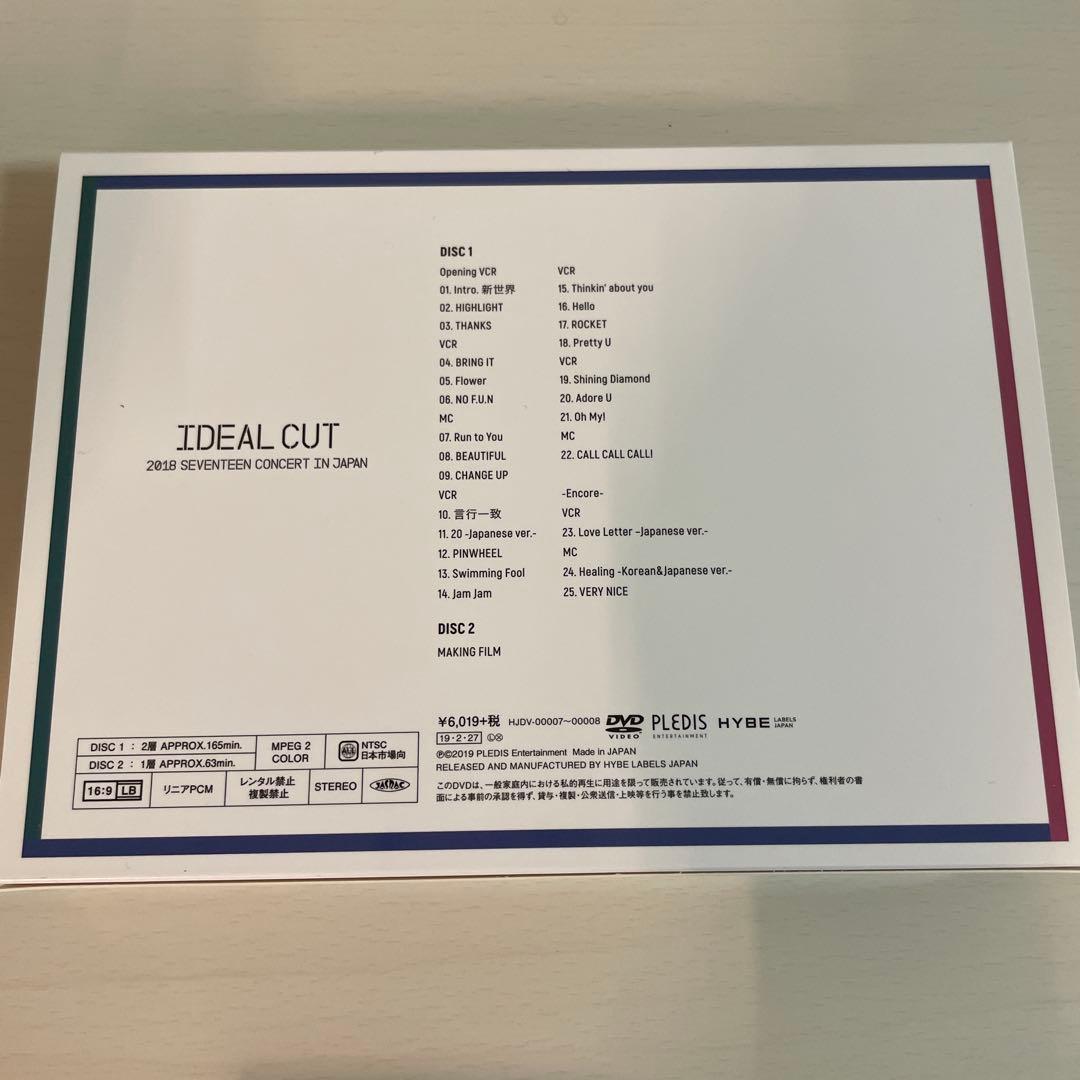 IDEAL CUT
2018 SEVENTEEN CONCERT IN JAPAN
DISC 1
Opening VCR
01. Intro. 新世界
02. HIGHLIGHT
03. THANKS
VCR
04. BRING IT
05. Flower
06. NO F.U.N
MC
07. Run to You
08. BEAUTIFUL
09. CHANGE UP
VCR
10. 言行一致
11. 20 -Japanese ver.-
12. PINWHEEL
13. Swimming Fool
14. Jam Jam
VCR
15. Thinkin' about you
16. Hello
17. ROCKET
18. Pretty U
VCR
19. Shining Diamond
20. Adore U
21. Oh My!
MC
22. CALL CALL CALL!
-Encore-
VCR
23. Love Letter -Japanese ver.-
MC
24. Healing -Korean&Japanese ver.-
25. VERY NICE
DISC 2
MAKING FILM
DISC 1 : 2層 APPROX.165min.
DISC 2 : 1層 APPROX.63min.
MPEG 2
COLOR
ALL
NTSC
日本市場向
16:9 LB
リニアPCM
レンタル禁止
複製禁止
STEREO
JASRAC
¥6,019+税 HJDV-00007~00008 DVD VIDEO PLEDIS ENTERTAINMENT HYBE LABELS JAPAN
19・2・27 Ⓛⓧ
℗©2019 PLEDIS Entertainment Made in JAPAN
RELEASED AND MANUFACTURED BY HYBE LABELS JAPAN
このDVDは、一般家庭内における私的再生に用途を限って販売されています。従って、有償・無償に拘らず、権利者の書
面による事前の承認を得ず、貸与・複製・公衆送信・上映等を行う事を禁止致します。